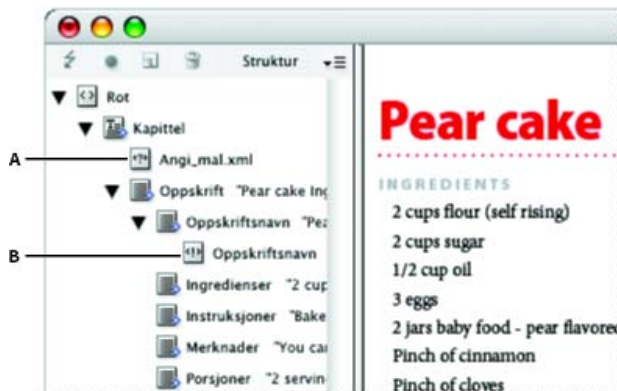 Struktur
Rot
Kapittel
A
Angi_mal.xml
Oppskrift "Pear cake Ing
Oppskriftsnavn "Pea
B
Oppskriftsnavn
Ingredienser "2 cup
Instruksjoner "Bake
Merknader "You ca
Porsjoner "2 servin
Pear cake
INGREDIENTS
2 cups flour (self rising)
2 cups sugar
1/2 cup oil
3 eggs
2 jars baby food - pear flavored
Pinch of cinnamon
Pinch of cloves